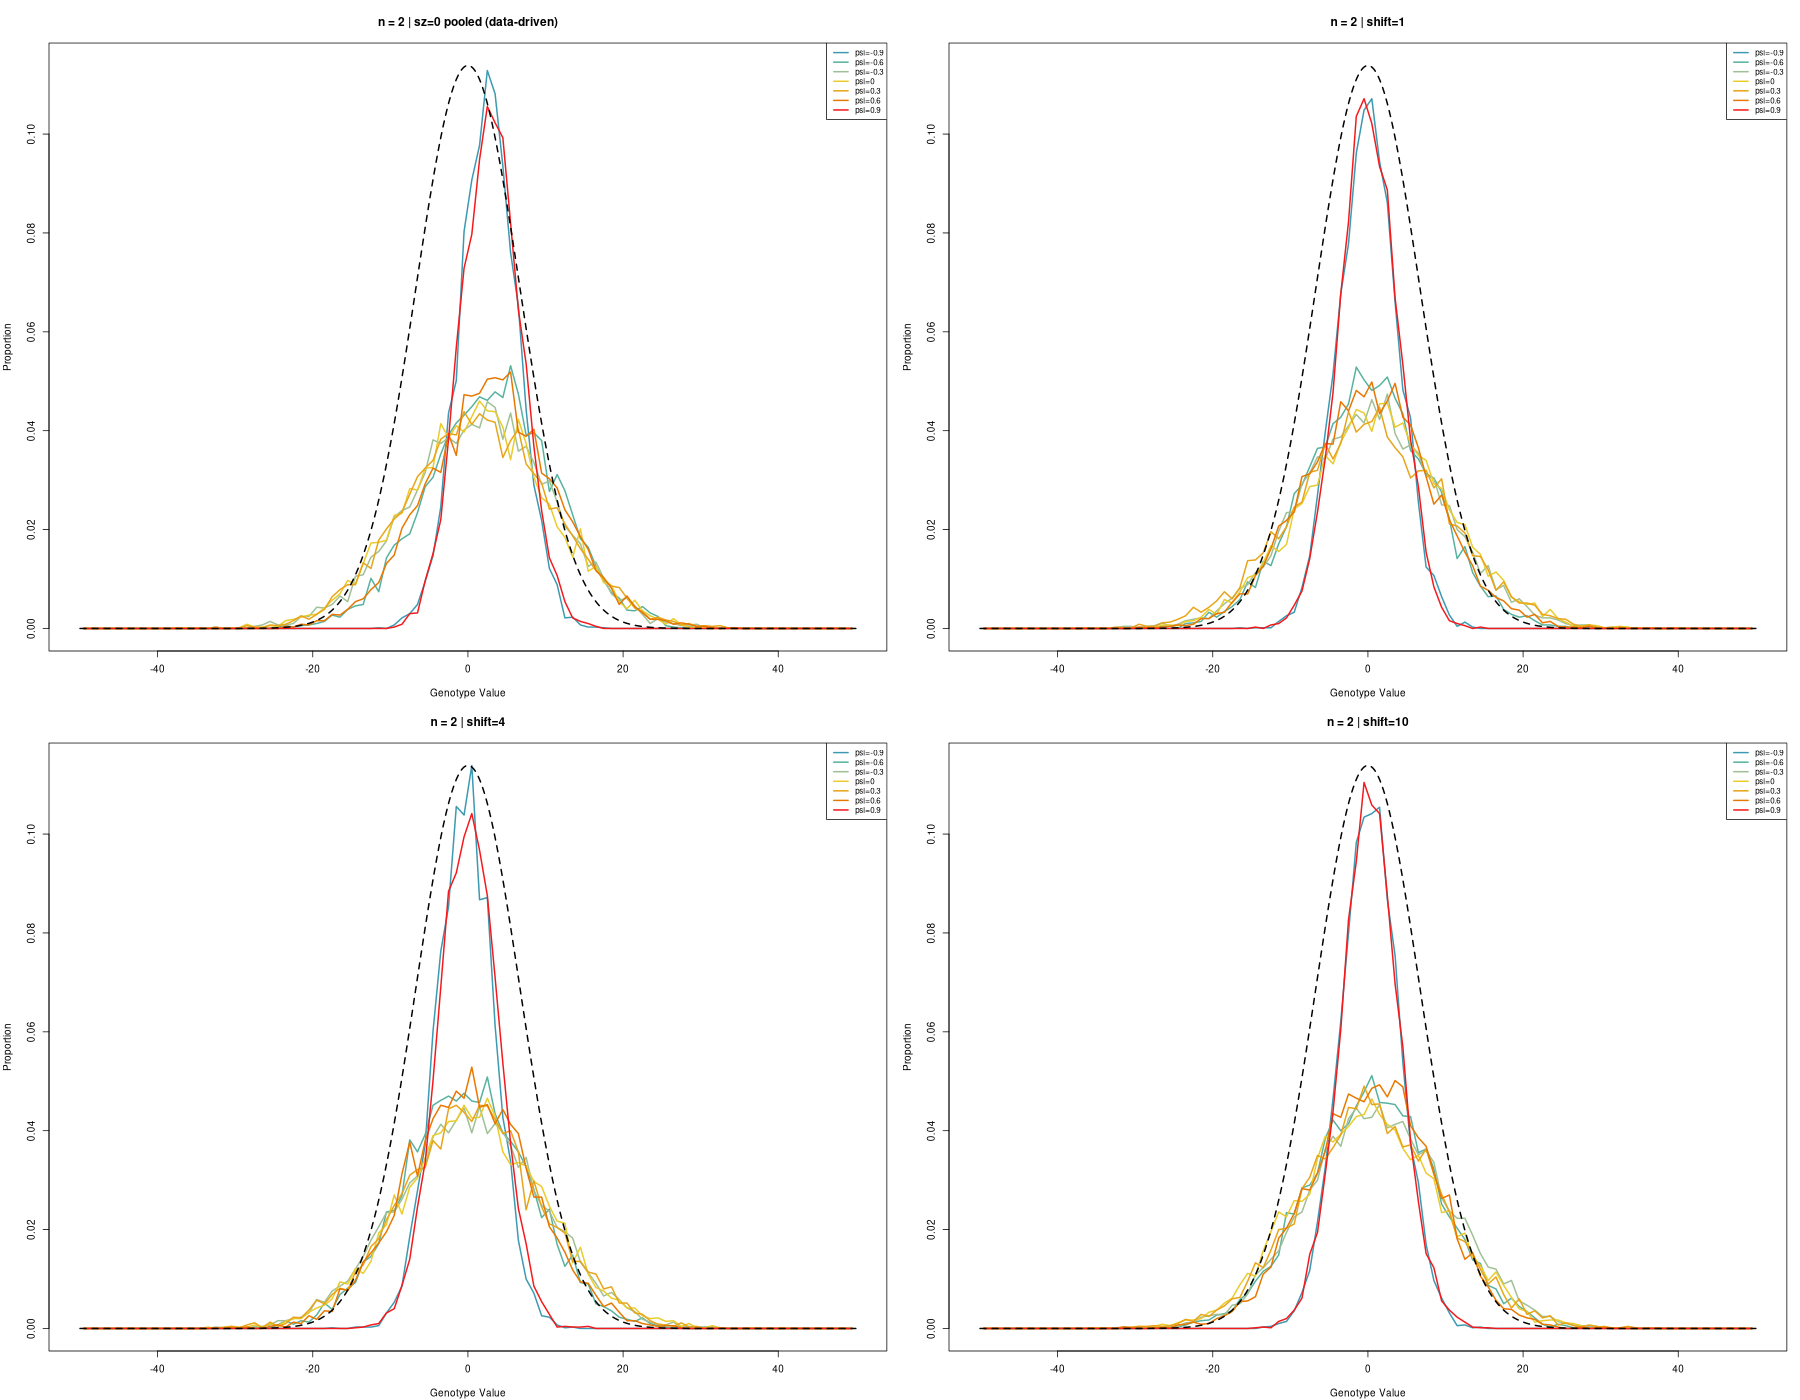 n = 2 | sz=0 pooled (data-driven)
psi=-0.9
psi=-0.6
psi=-0.3
psi=0
psi=0.3
psi=0.6
psi=0.9
Proportion
0.10
0.08
0.06
0.04
0.02
0.00
-40 -20 0 20 40
Genotype Value
n = 2 | shift=1
psi=-0.9
psi=-0.6
psi=-0.3
psi=0
psi=0.3
psi=0.6
psi=0.9
Proportion
0.10
0.08
0.06
0.04
0.02
0.00
-40 -20 0 20 40
Genotype Value
n = 2 | shift=4
psi=-0.9
psi=-0.6
psi=-0.3
psi=0
psi=0.3
psi=0.6
psi=0.9
Proportion
0.10
0.08
0.06
0.04
0.02
0.00
-40 -20 0 20 40
Genotype Value
n = 2 | shift=10
psi=-0.9
psi=-0.6
psi=-0.3
psi=0
psi=0.3
psi=0.6
psi=0.9
Proportion
0.10
0.08
0.06
0.04
0.02
0.00
-40 -20 0 20 40
Genotype Value